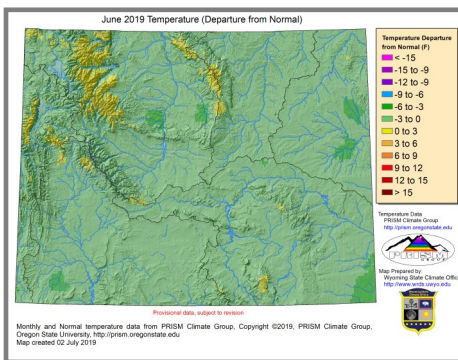 June 2019 Temperature (Departure from Normal)
Temperature Departure
from Normal (F)
< -15
-15 to -9
-12 to -9
-9 to -6
-6 to -3
-3 to 0
0 to 3
3 to 6
6 to 9
9 to 12
12 to 15
> 15
Temperature Data
PRISM Climate Group
http://prism.oregonstate.edu
PRISM
GROUP
Map Prepared by:
Wyoming State Climate Offic
http://www.wrds.uwyo.edu
Provisional data, subject to revision
Monthly and Normal temperature data from PRISM Climate Group, Copyright ©2019, PRISM Climate Group,
Oregon State University, http://prism.oregonstate.edu
Map created 02 July 2019